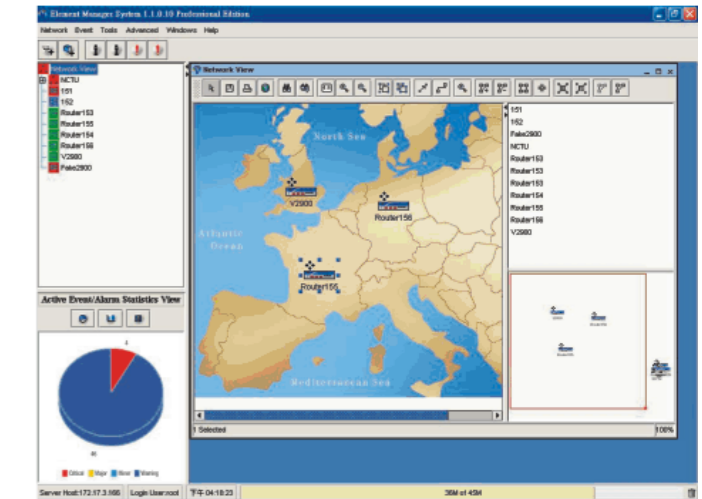 Element Manager System 1.1.0.10 Professional Edition
Network Event Tools Advanced Windows Help
Network View
NCTU
151
152
Router153
Router155
Router154
Router156
V2900
Fake2900
Network View
North Sea
V2900
Router156
Atlantic
Ocean
Router155
Mediterranean Sea
151
152
Fake2900
NCTU
Router153
Router153
Router153
Router154
Router155
Router156
V2900
1 Selected
100%
Active Event/Alarm Statistics View
4
Critical Major Minor Warning
Server Host:172.17.3.166 Login User:root 下午 04:18:23 36M of 45M